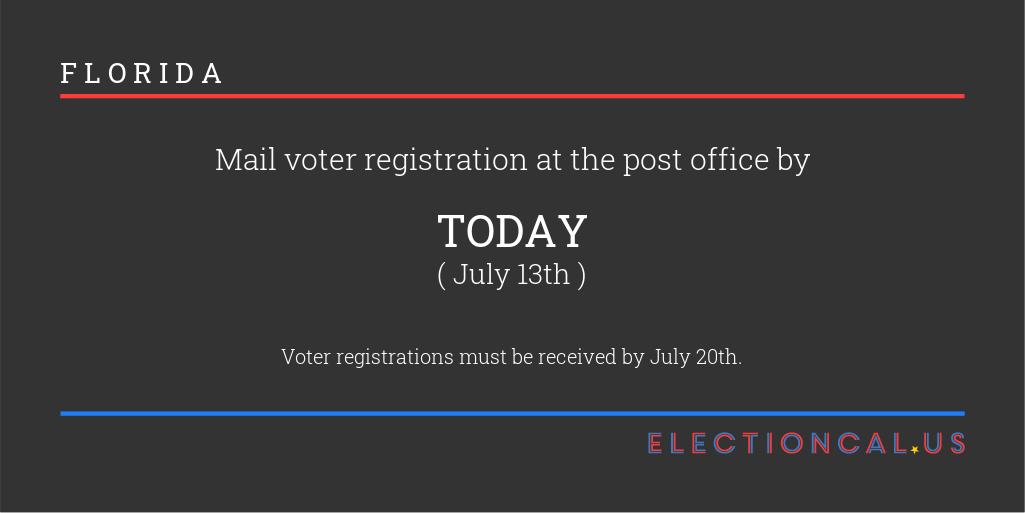 FLORIDA
Mail voter registration at the post office by
TODAY
( July 13th )
Voter registrations must be received by July 20th.
ELECTIONCAL.US